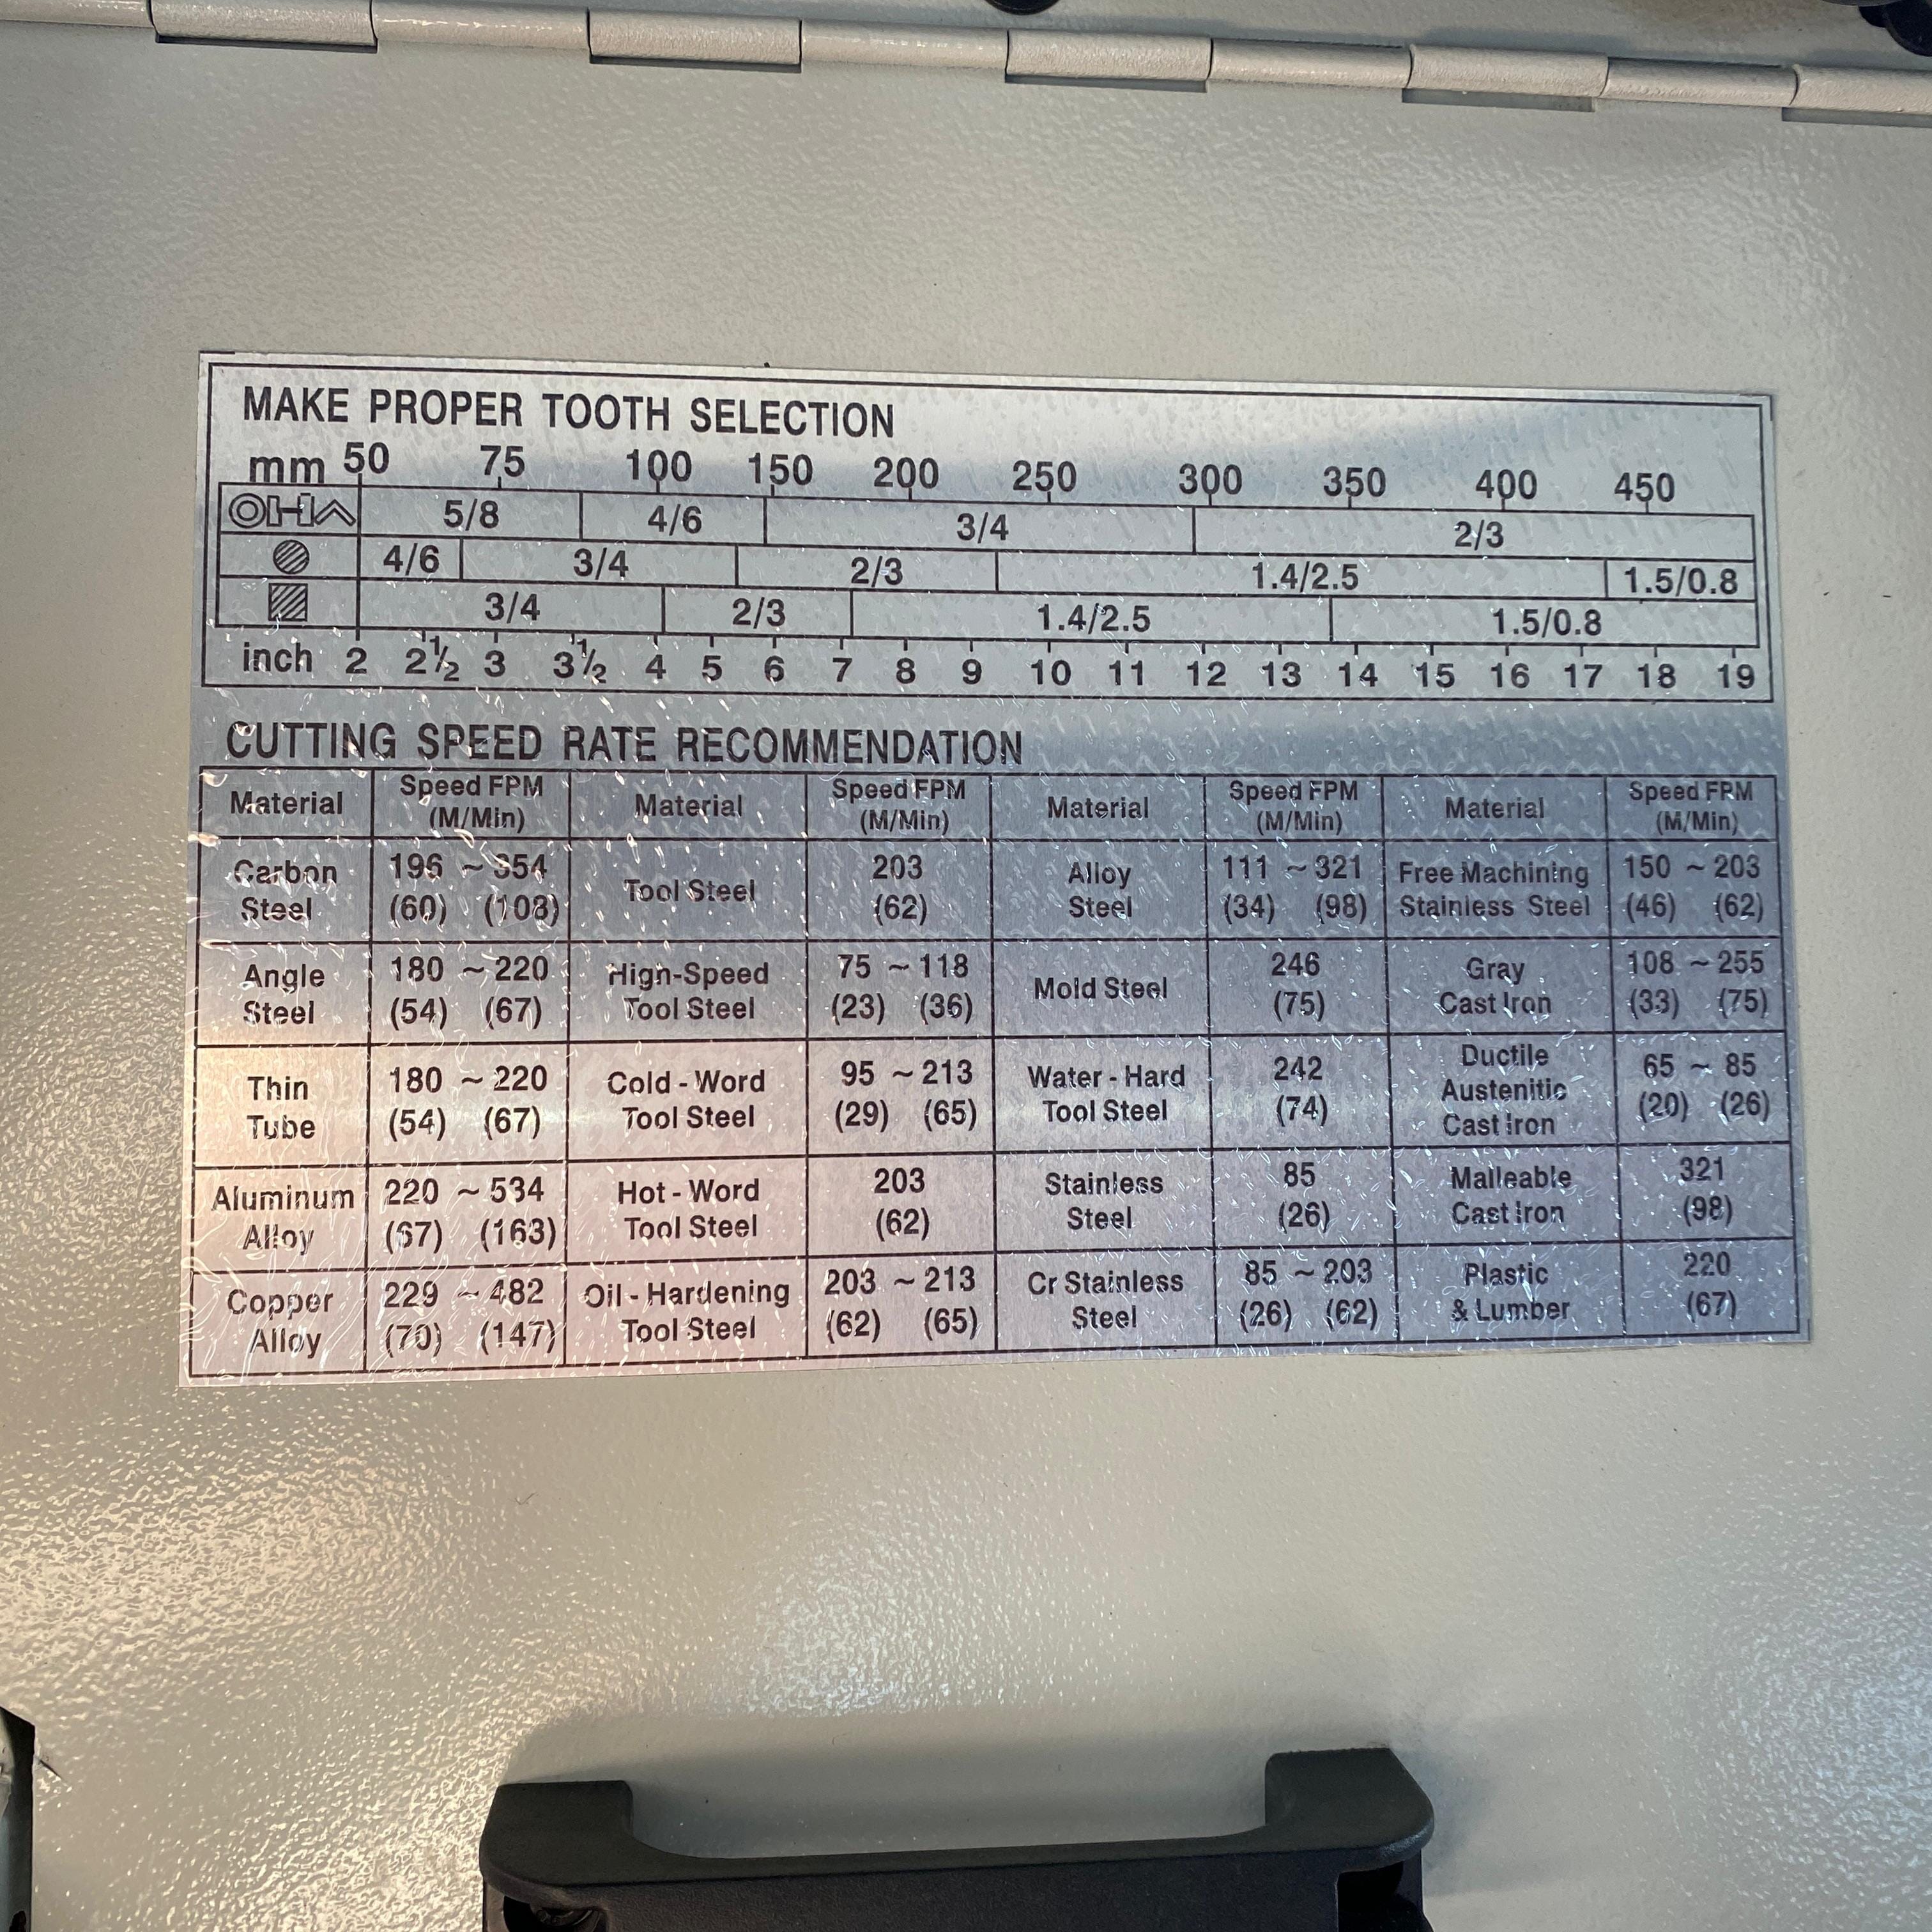 MAKE PROPER TOOTH SELECTION
mm 50 75 100 150 200 250 300 350 400 450
5/8 4/6 3/4 2/3
4/6 3/4 2/3 1.4/2.5 1.5/0.8
3/4 2/3 1.4/2.5 1.5/0.8
inch 2 2½ 3 3½ 4 5 6 7 8 9 10 11 12 13 14 15 16 17 18 19
CUTTING SPEED RATE RECOMMENDATION
Material Speed FPM (M/Min) Material Speed FPM (M/Min) Material Speed FPM (M/Min) Material Speed FPM (M/Min)
Carbon Steel 196 ~ 354 (60) (108) Tool Steel 203 (62) Alloy Steel 111 ~ 321 (34) (98) Free Machining Stainless Steel 150 ~ 203 (46) (62)
Angle Steel 180 ~ 220 (54) (67) Hign-Speed Tool Steel 75 ~ 118 (23) (36) Mold Steel 246 (75) Gray Cast Iron 108 ~ 255 (33) (75)
Thin Tube 180 ~ 220 (54) (67) Cold - Word Tool Steel 95 ~ 213 (29) (65) Water - Hard Tool Steel 242 (74) Ductile Austenitic Cast Iron 65 ~ 85 (20) (26)
Aluminum Alloy 220 ~ 534 (67) (163) Hot - Word Tool Steel 203 (62) Stainless Steel 85 (26) Malleable Cast Iron 321 (98)
Copper Alloy 229 ~ 482 (70) (147) Oil - Hardening Tool Steel 203 ~ 213 (62) (65) Cr Stainless Steel 85 ~ 203 (26) (62) Plastic & Lumber 220 (67)